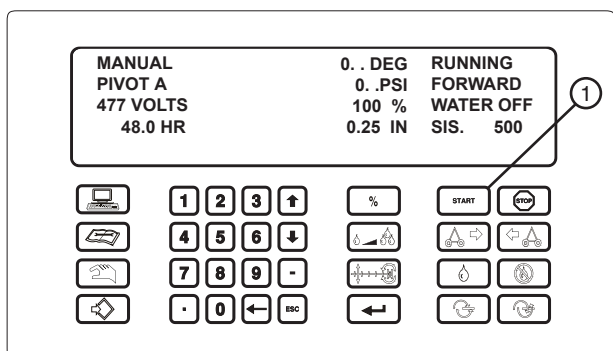 MANUAL 0. . DEG RUNNING
PIVOT A 0. .PSI FORWARD
477 VOLTS 100 % WATER OFF
48.0 HR 0.25 IN SIS. 500
1
1 2 3 % START STOP
4 5 6
7 8 9 -
. 0 ESC